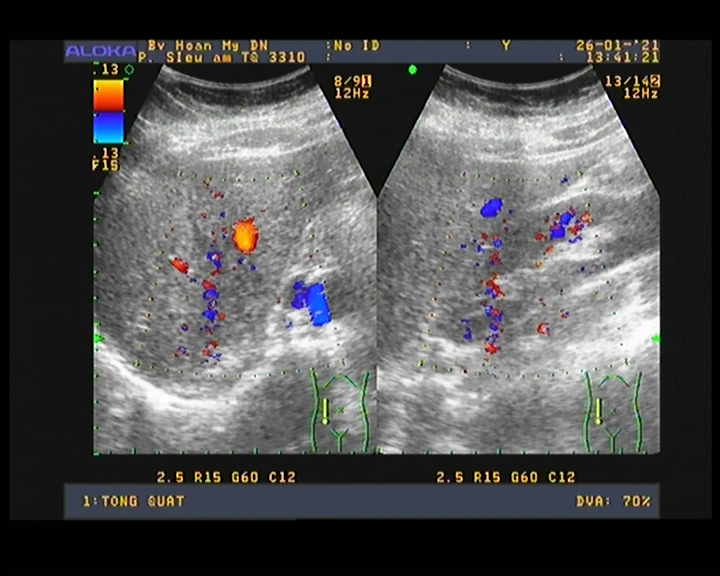 ALOKA Bv Hoan My DN :No ID : Y 26-01-'21
P. Sieu am TQ 3310 : : 13:41:21
.13
8/91
12Hz
13/142
12Hz
.13
F15
2.5 R15 G60 C12
2.5 R15 G60 C12
1:TONG QUAT DVA: 70%